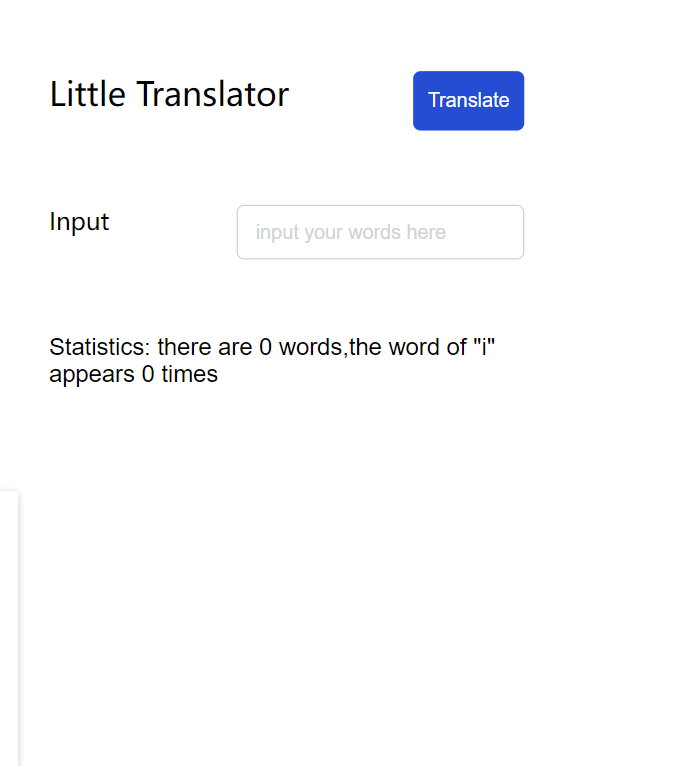 Little Translator
Translate
Input
input your words here
Statistics: there are 0 words,the word of "i"
appears 0 times